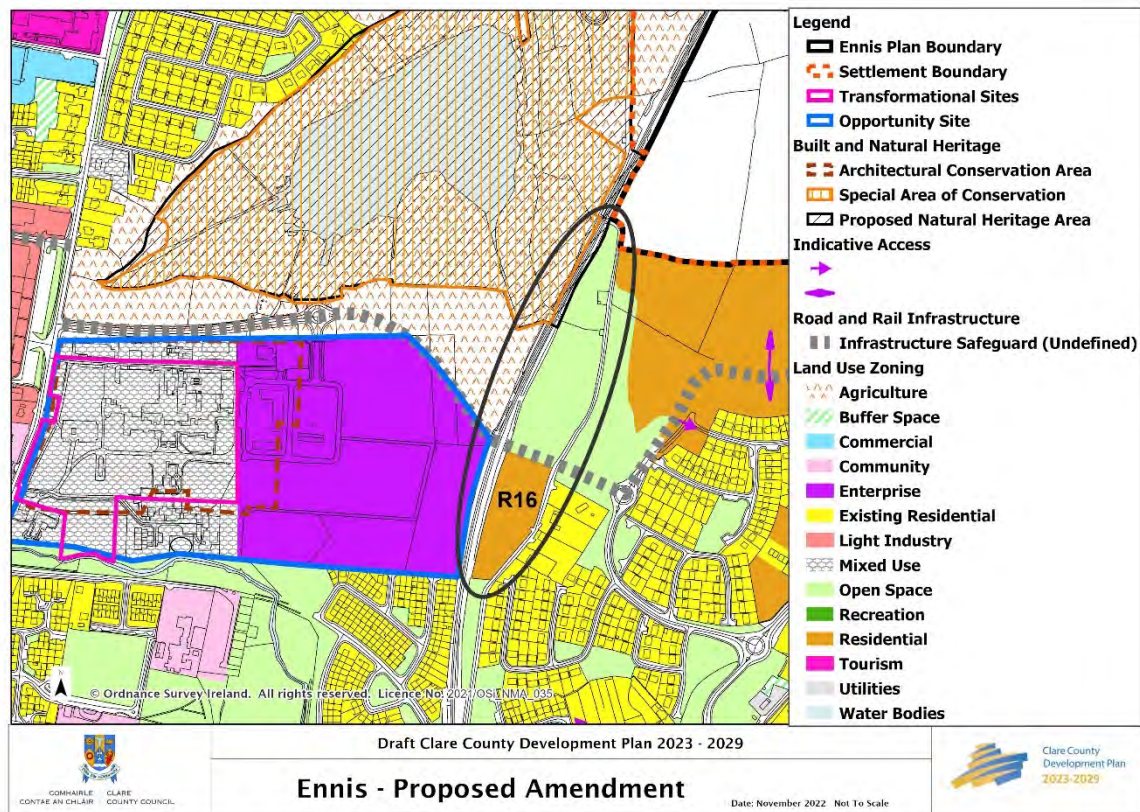 Legend
Ennis Plan Boundary
Settlement Boundary
Transformational Sites
Opportunity Site
Built and Natural Heritage
Architectural Conservation Area
Special Area of Conservation
Proposed Natural Heritage Area
Indicative Access
Road and Rail Infrastructure
Infrastructure Safeguard (Undefined)
Land Use Zoning
Agriculture
Buffer Space
Commercial
Community
Enterprise
Existing Residential
Light Industry
Mixed Use
Open Space
Recreation
Residential
Tourism
Utilities
Water Bodies
R16
N
© Ordnance Survey Ireland. All rights reserved. Licence No. 2021/OSi_NMA_035
COMHAIRLE CONTAE AN CHLÁIR
CLARE COUNTY COUNCIL
Draft Clare County Development Plan 2023 - 2029
Ennis - Proposed Amendment
Date: November 2022 Not To Scale
Clare County
Development Plan
2023-2029